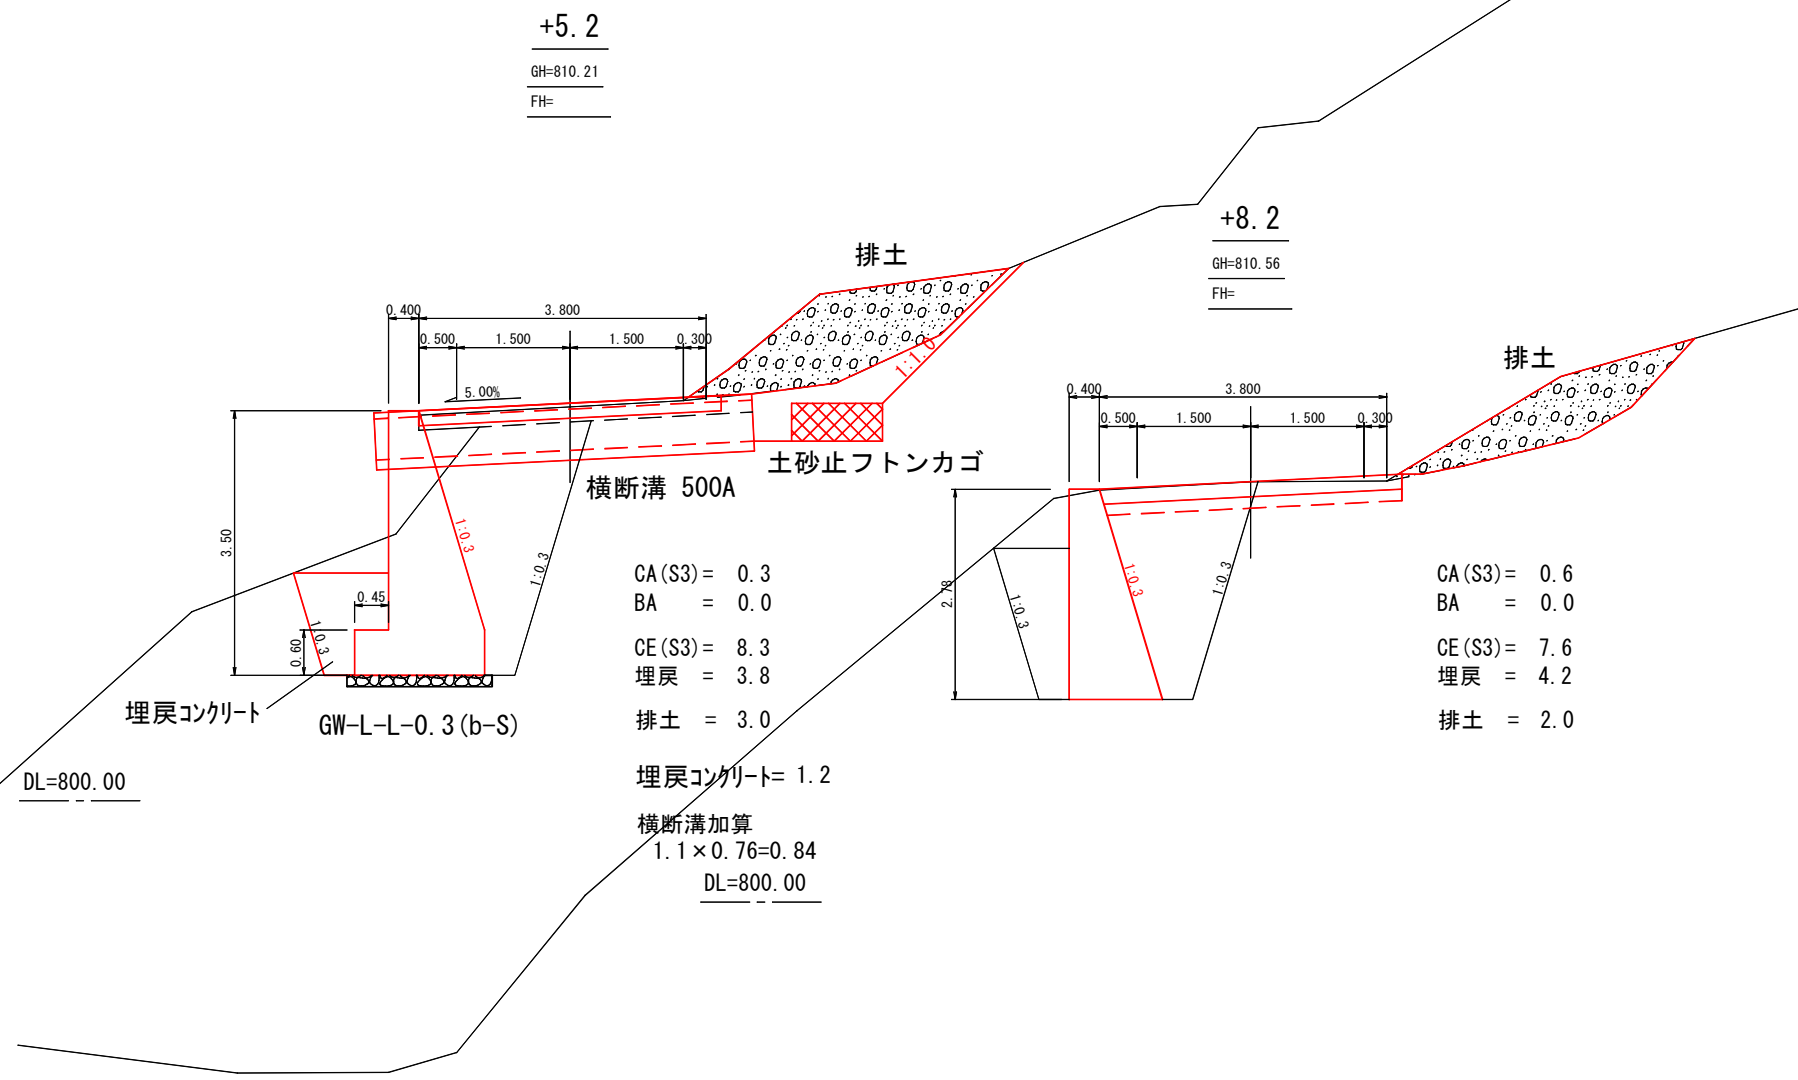 +5.2
GH=810.21
FH=
+8.2
GH=810.56
FH=
排土
0.400
3.800
0.500
1.500
1.500
0.300
5.00%
1:1.0
土砂止フトンカゴ
横断溝 500A
3.50
1:0.3
1:0.3
0.45
0.60
1:0.3
埋戻コンクリート
GW-L-L-0.3(b-S)
DL=800.00
CA(S3)= 0.3
BA = 0.0
CE(S3)= 8.3
埋戻 = 3.8
排土 = 3.0
埋戻コンクリート= 1.2
横断溝加算
1.1×0.76=0.84
DL=800.00
排土
0.400
3.800
0.500
1.500
1.500
0.300
2.78
1:0.3
1:0.3
1:0.3
CA(S3)= 0.6
BA = 0.0
CE(S3)= 7.6
埋戻 = 4.2
排土 = 2.0